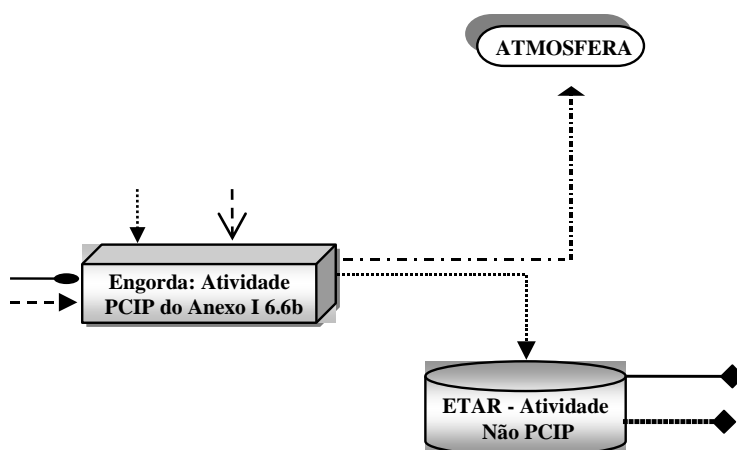 ATMOSFERA
Engorda: Atividade
PCIP do Anexo I 6.6b
ETAR - Atividade
Não PCIP